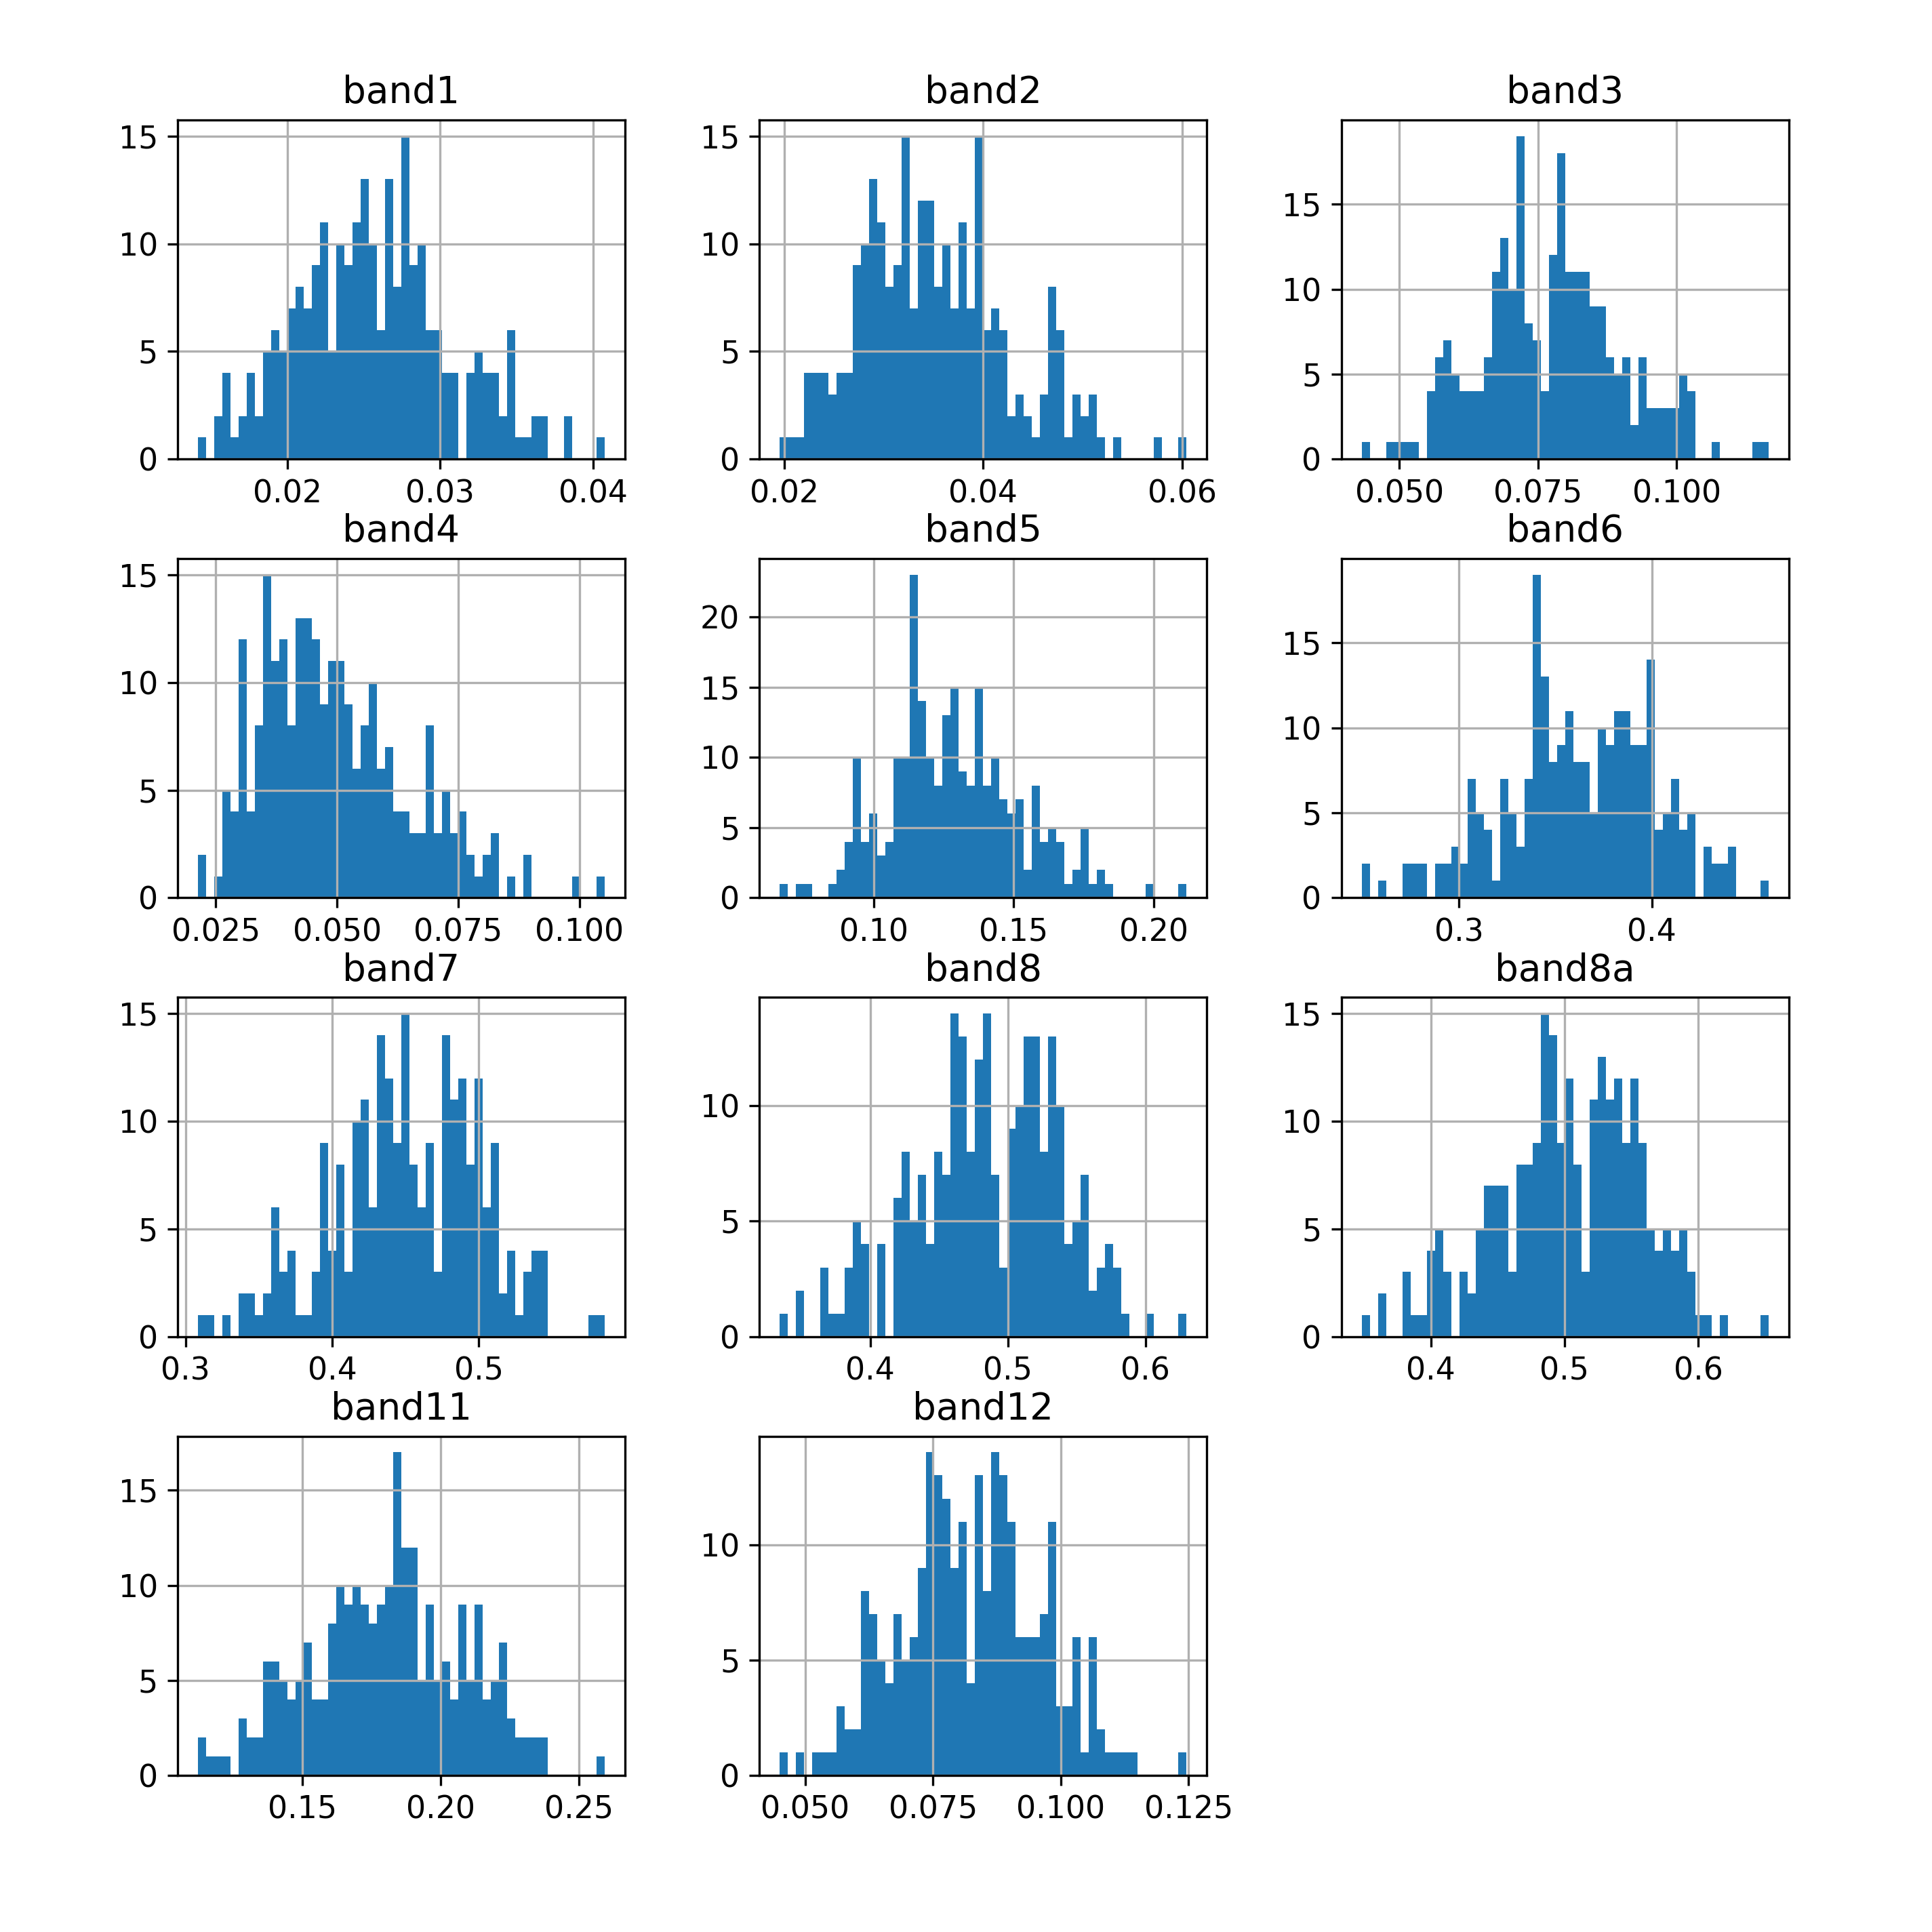 band1 band2 band3
15 15 15
10 10 10
5 5 5
0 0 0
0.02 0.03 0.04 0.02 0.04 0.06 0.050 0.075 0.100
band4 band5 band6
15 20 15
10 15 10
5 10 5
0 5 0
0
0.025 0.050 0.075 0.100 0.10 0.15 0.20 0.3 0.4
band7 band8 band8a
15 10 15
10 5 10
5 0 5
0 0
0.3 0.4 0.5 0.4 0.5 0.6 0.4 0.5 0.6
band11 band12
15 10
10 5
5 0
0
0.15 0.20 0.25 0.050 0.075 0.100 0.125